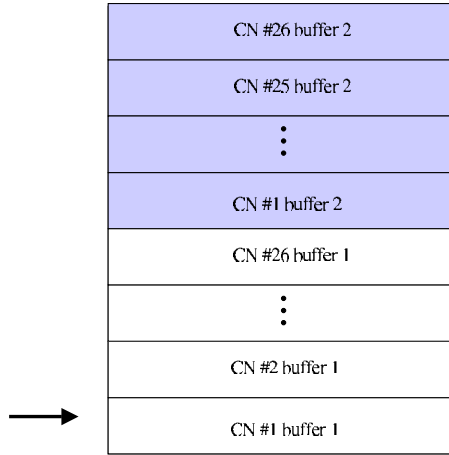 CN #26 buffer 2
CN #25 buffer 2
CN #1 buffer 2
CN #26 buffer 1
CN #2 buffer 1
CN #1 buffer 1